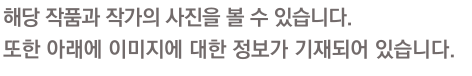 해당 작품과 작가의 사진을 볼 수 있습니다.
또한 아래에 이미지에 대한 정보가 기재되어 있습니다.